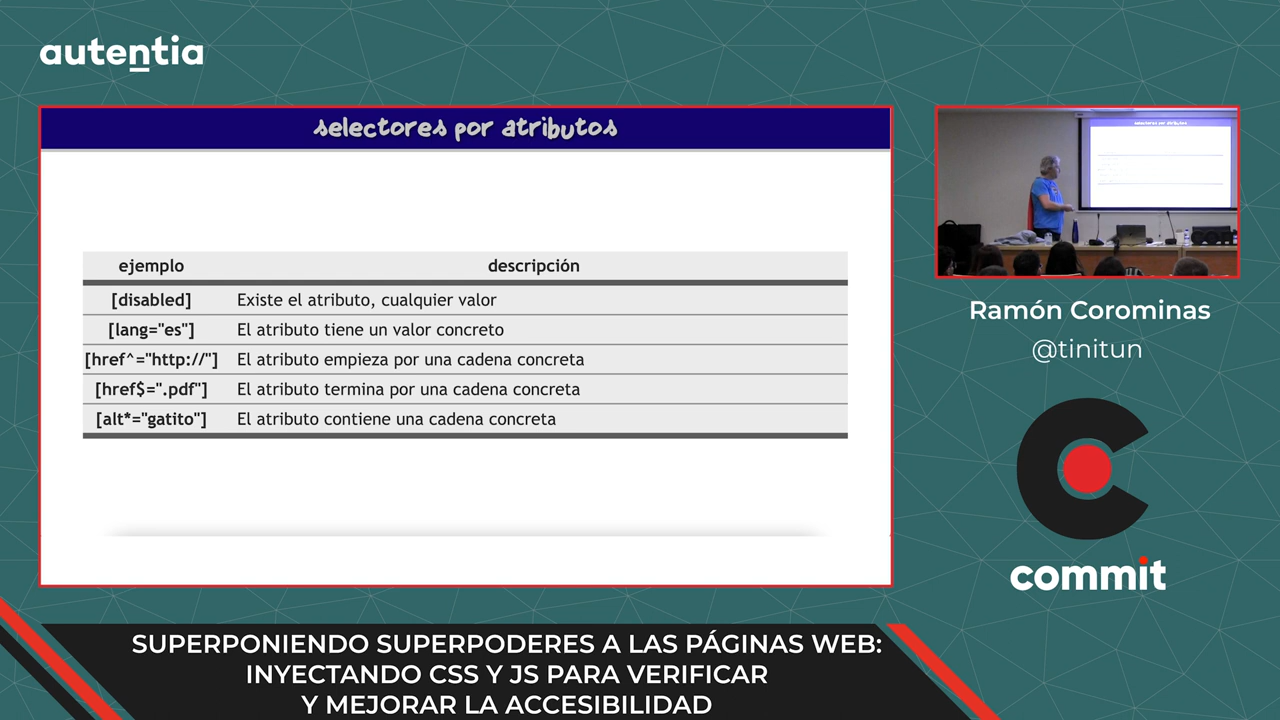 autentia
selectores por atributos
ejemplo descripción
[disabled] Existe el atributo, cualquier valor
[lang="es"] El atributo tiene un valor concreto
[href^="http://"] El atributo empieza por una cadena concreta
[href$=".pdf"] El atributo termina por una cadena concreta
[alt*="gatito"] El atributo contiene una cadena concreta
selectores por atributos
Ramón Corominas
@tinitun
commit
SUPERPONIENDO SUPERPODERES A LAS PÁGINAS WEB:
INYECTANDO CSS Y JS PARA VERIFICAR
Y MEJORAR LA ACCESIBILIDAD